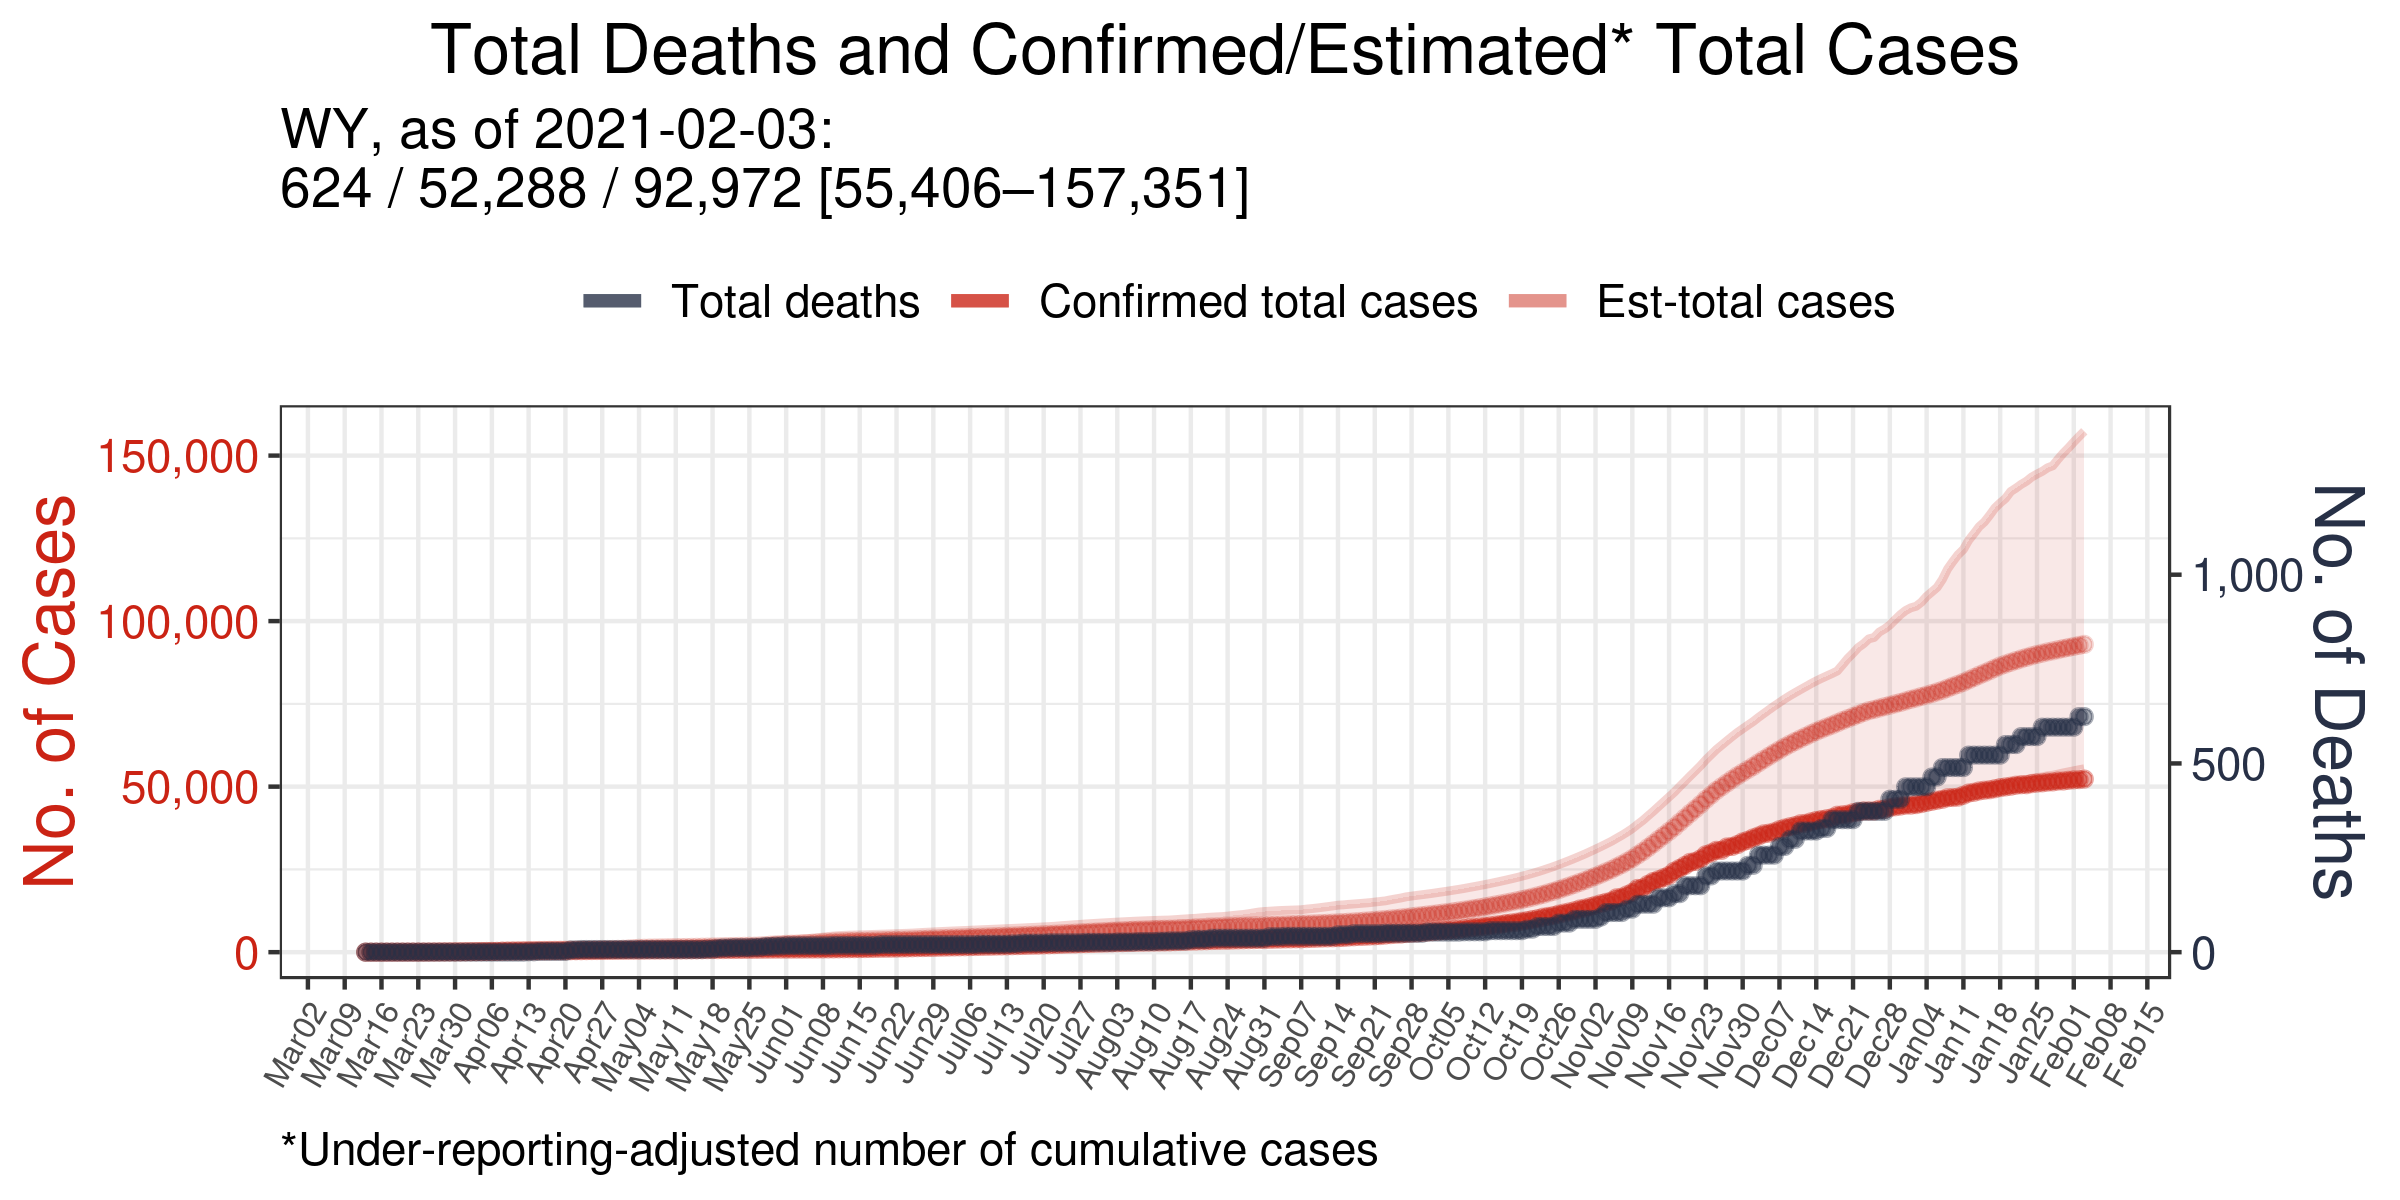 Total Deaths and Confirmed/Estimated* Total Cases
WY, as of 2021-02-03:
624 / 52,288 / 92,972 [55,406–157,351]
Total deaths
Confirmed total cases
Est-total cases
No. of Cases
150,000
100,000
50,000
0
1,000
500
0
No. of Deaths
Mar02
Mar09
Mar16
Mar23
Mar30
Apr06
Apr13
Apr20
Apr27
May04
May11
May18
May25
Jun01
Jun08
Jun15
Jun22
Jun29
Jul06
Jul13
Jul20
Jul27
Aug03
Aug10
Aug17
Aug24
Aug31
Sep07
Sep14
Sep21
Sep28
Oct05
Oct12
Oct19
Oct26
Nov02
Nov09
Nov16
Nov23
Nov30
Dec07
Dec14
Dec21
Dec28
Jan04
Jan11
Jan18
Jan25
Feb01
Feb08
Feb15
*Under-reporting-adjusted number of cumulative cases